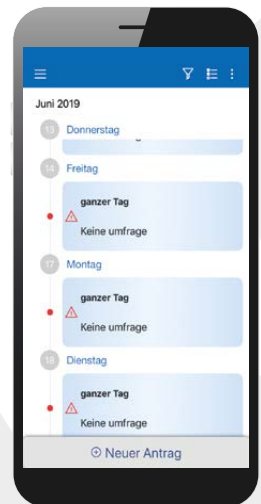 Juni 2019
13 Donnerstag
14 Freitag
ganzer Tag
Keine umfrage
17 Montag
ganzer Tag
Keine umfrage
18 Dienstag
ganzer Tag
Keine umfrage
⊕ Neuer Antrag